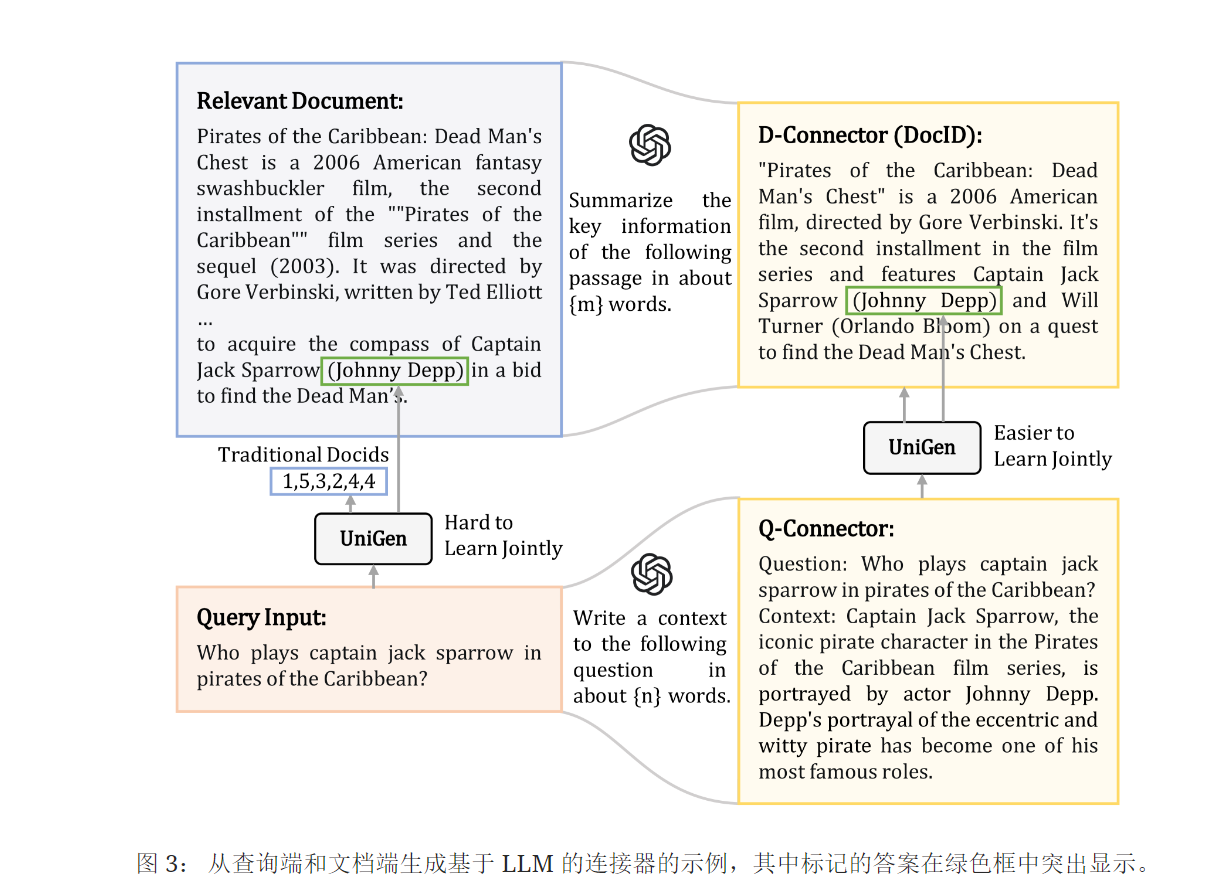 Relevant Document:
Pirates of the Caribbean: Dead Man's
Chest is a 2006 American fantasy
swashbuckler film, the second
installment of the ""Pirates of the
Caribbean"" film series and the
sequel (2003). It was directed by
Gore Verbinski, written by Ted Elliott
...
to acquire the compass of Captain
Jack Sparrow (Johnny Depp) in a bid
to find the Dead Man's.
Traditional Docids
1,5,3,2,4,4
UniGen
Hard to
Learn Jointly
Query Input:
Who plays captain jack sparrow in
pirates of the Caribbean?
Summarize the
key information
of the following
passage in about
{m} words.
Write a context
to the following
question in
about {n} words.
D-Connector (DocID):
"Pirates of the Caribbean: Dead
Man's Chest" is a 2006 American
film, directed by Gore Verbinski. It's
the second installment in the film
series and features Captain Jack
Sparrow (Johnny Depp) and Will
Turner (Orlando Bloom) on a quest
to find the Dead Man's Chest.
UniGen
Easier to
Learn Jointly
Q-Connector:
Question: Who plays captain jack
sparrow in pirates of the Caribbean?
Context: Captain Jack Sparrow, the
iconic pirate character in the Pirates
of the Caribbean film series, is
portrayed by actor Johnny Depp.
Depp's portrayal of the eccentric and
witty pirate has become one of his
most famous roles.
图 3： 从查询端和文档端生成基于 LLM 的连接器的示例，其中标记的答案在绿色框中突出显示。